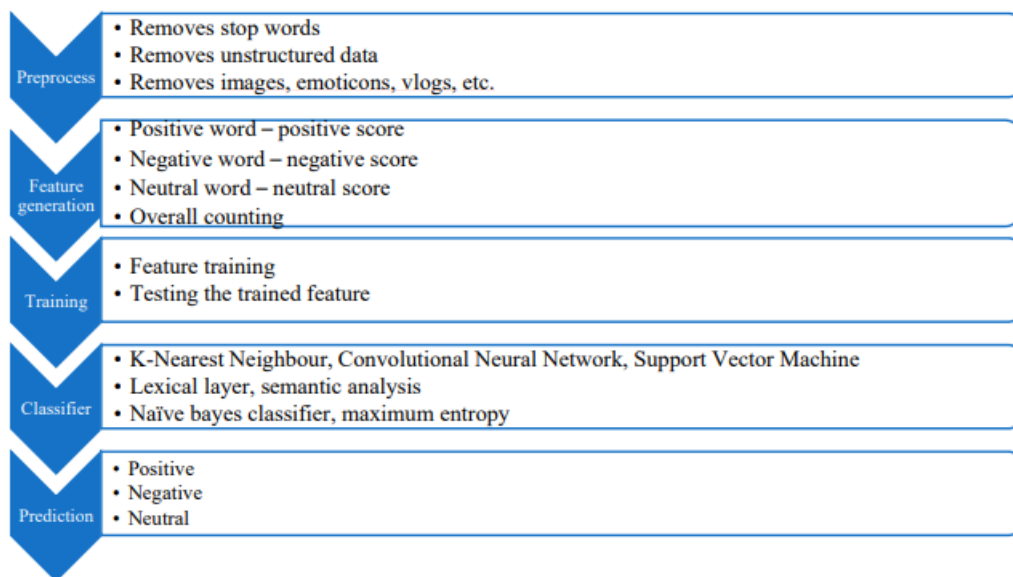 Preprocess
• Removes stop words
• Removes unstructured data
• Removes images, emoticons, vlogs, etc.
Feature
generation
• Positive word – positive score
• Negative word – negative score
• Neutral word – neutral score
• Overall counting
Training
• Feature training
• Testing the trained feature
Classifier
• K-Nearest Neighbour, Convolutional Neural Network, Support Vector Machine
• Lexical layer, semantic analysis
• Naïve bayes classifier, maximum entropy
Prediction
• Positive
• Negative
• Neutral